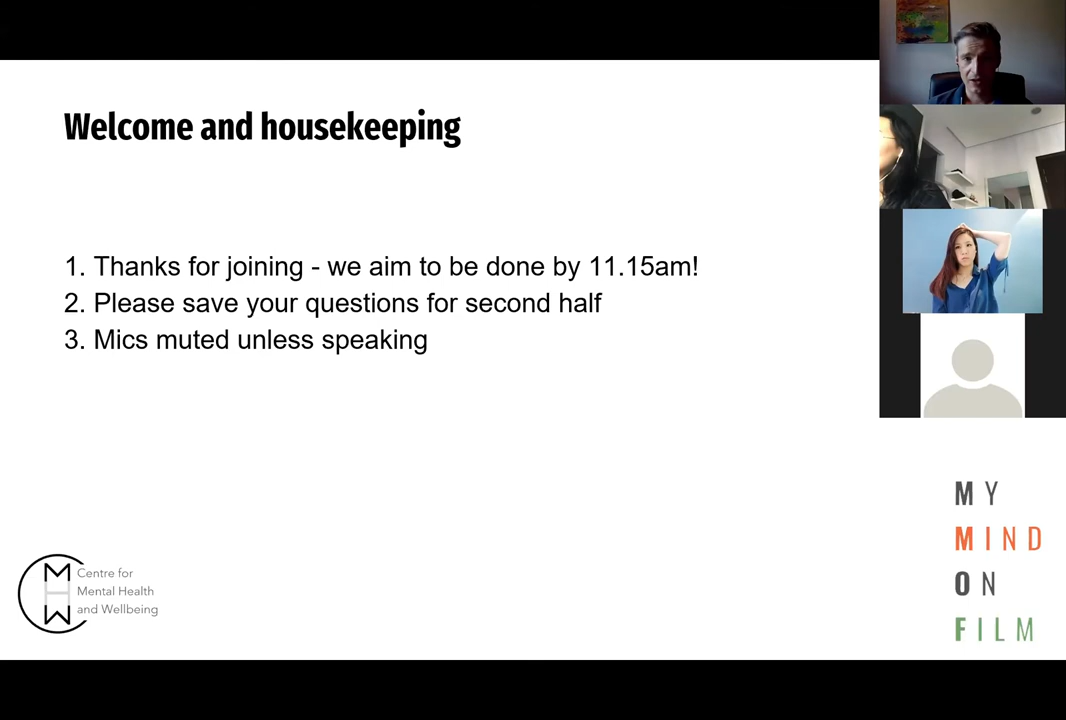 Welcome and housekeeping
1. Thanks for joining - we aim to be done by 11.15am!
2. Please save your questions for second half
3. Mics muted unless speaking
MHW
Centre for
Mental Health
and Wellbeing
MY
MIND
ON
FILM